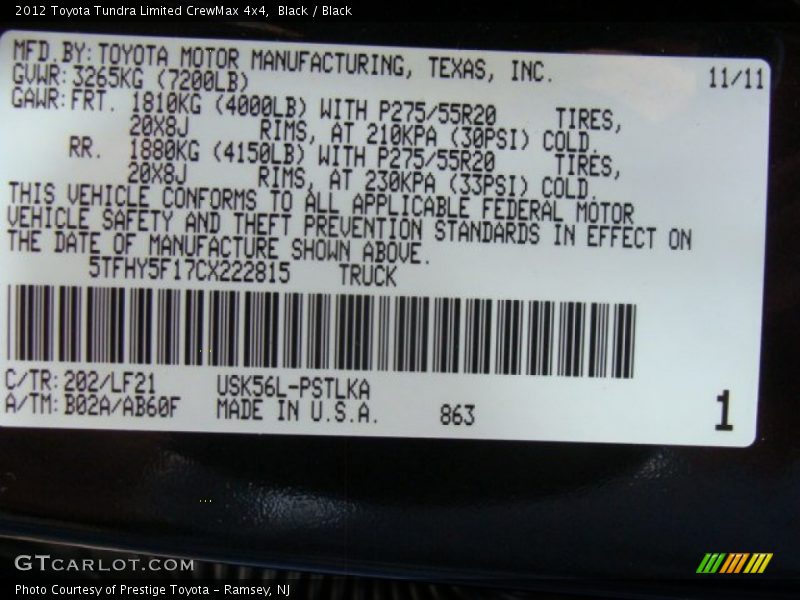 2012 Toyota Tundra Limited CrewMax 4x4,  Black / Black
MFD.BY:TOYOTA MOTOR MANUFACTURING, TEXAS, INC. 11/11
GVWR:3265KG (7200LB)
GAWR:FRT. 1810KG (4000LB) WITH P275/55R20 TIRES,
20X8J RIMS, AT 210KPA (30PSI) COLD.
RR. 1880KG (4150LB) WITH P275/55R20 TIRES,
20X8J RIMS, AT 230KPA (33PSI) COLD.
THIS VEHICLE CONFORMS TO ALL APPLICABLE FEDERAL MOTOR
VEHICLE SAFETY AND THEFT PREVENTION STANDARDS IN EFFECT ON
THE DATE OF MANUFACTURE SHOWN ABOVE.
5TFHY5F17CX222815 TRUCK
C/TR:202/LF21 USK56L-PSTLKA
A/TM:B02A/AB60F MADE IN U.S.A. 863 1
GTCARLOT.COM
Photo Courtesy of Prestige Toyota - Ramsey, NJ